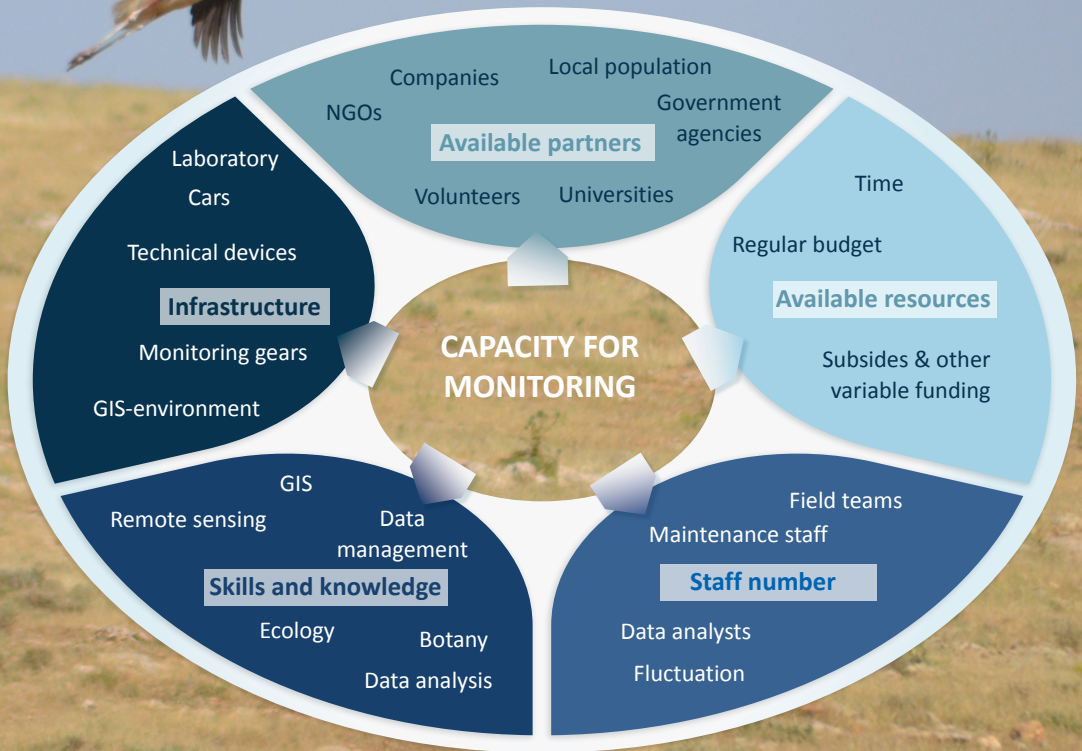 Companies
Local population
NGOs
Government
agencies
Available partners
Volunteers
Universities
Laboratory
Cars
Technical devices
Infrastructure
Monitoring gears
GIS-environment
Time
Regular budget
Available resources
Subsides & other
variable funding
CAPACITY FOR
MONITORING
GIS
Remote sensing
Data
management
Skills and knowledge
Ecology
Botany
Data analysis
Field teams
Maintenance staff
Staff number
Data analysts
Fluctuation